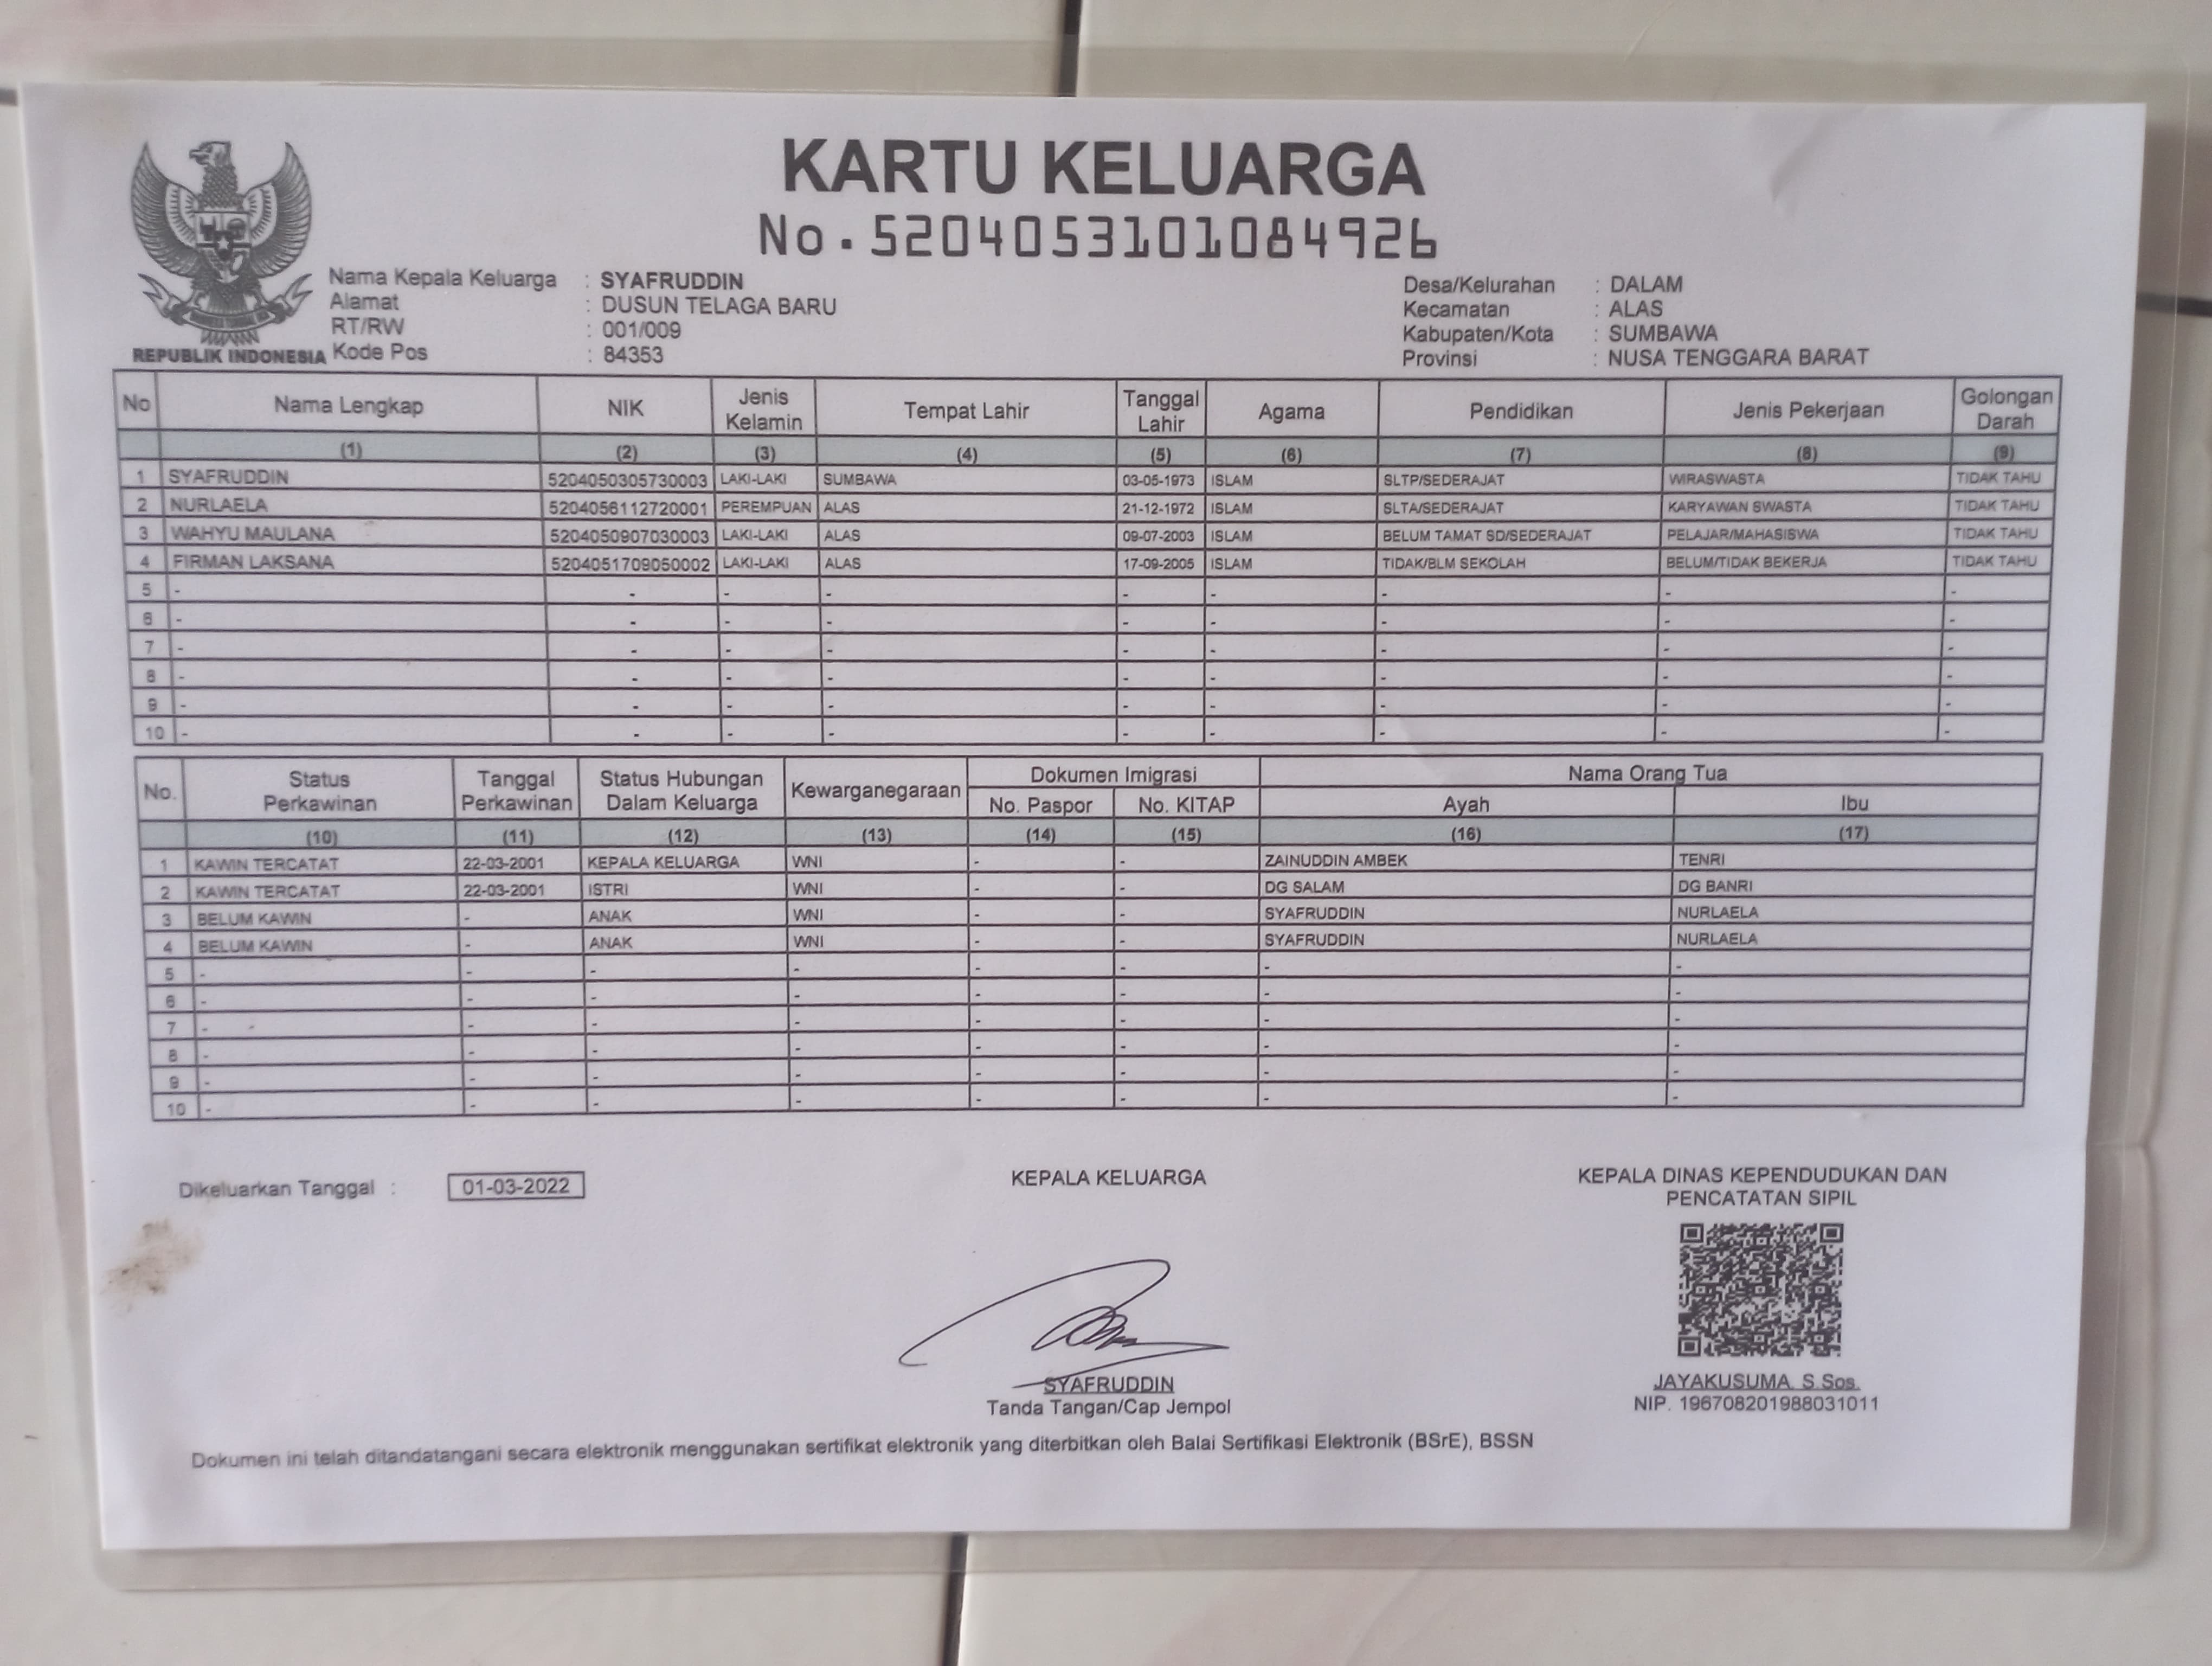 KARTU KELUARGA
No. 5204053101084926
REPUBLIK INDONESIA
Nama Kepala Keluarga : SYAFRUDDIN
Alamat : DUSUN TELAGA BARU
RT/RW : 001/009
Kode Pos : 84353
Desa/Kelurahan : DALAM
Kecamatan : ALAS
Kabupaten/Kota : SUMBAWA
Provinsi : NUSA TENGGARA BARAT
No Nama Lengkap NIK Jenis Kelamin Tempat Lahir Tanggal Lahir Agama Pendidikan Jenis Pekerjaan Golongan Darah
(1) (2) (3) (4) (5) (6) (7) (8) (9)
1 SYAFRUDDIN 5204050305730003 LAKI-LAKI SUMBAWA 03-05-1973 ISLAM SLTP/SEDERAJAT WIRASWASTA TIDAK TAHU
2 NURLAELA 5204056112720001 PEREMPUAN ALAS 21-12-1972 ISLAM SLTA/SEDERAJAT KARYAWAN SWASTA TIDAK TAHU
3 WAHYU MAULANA 5204050907030003 LAKI-LAKI ALAS 09-07-2003 ISLAM BELUM TAMAT SD/SEDERAJAT PELAJAR/MAHASISWA TIDAK TAHU
4 FIRMAN LAKSANA 5204051709050002 LAKI-LAKI ALAS 17-09-2005 ISLAM TIDAK/BLM SEKOLAH BELUM/TIDAK BEKERJA TIDAK TAHU
5 - - - - - - - - -
6 - - - - - - - - -
7 - - - - - - - - -
8 - - - - - - - - -
9 - - - - - - - - -
10 - - - - - - - - -
No. Status Perkawinan Tanggal Perkawinan Status Hubungan Dalam Keluarga Kewarganegaraan Dokumen Imigrasi Nama Orang Tua
No. Paspor No. KITAP Ayah Ibu
(10) (11) (12) (13) (14) (15) (16) (17)
1 KAWIN TERCATAT 22-03-2001 KEPALA KELUARGA WNI - - ZAINUDDIN AMBEK TENRI
2 KAWIN TERCATAT 22-03-2001 ISTRI WNI - - DG SALAM DG BANRI
3 BELUM KAWIN - ANAK WNI - - SYAFRUDDIN NURLAELA
4 BELUM KAWIN - ANAK WNI - - SYAFRUDDIN NURLAELA
5 - - - - - - - -
6 - - - - - - - -
7 - - - - - - - -
8 - - - - - - - -
9 - - - - - - - -
10 - - - - - - - -
Dikeluarkan Tanggal : 01-03-2022
KEPALA KELUARGA
SYAFRUDDIN
Tanda Tangan/Cap Jempol
KEPALA DINAS KEPENDUDUKAN DAN
PENCATATAN SIPIL
JAYAKUSUMA, S.Sos.
NIP. 196708201988031011
Dokumen ini telah ditandatangani secara elektronik menggunakan sertifikat elektronik yang diterbitkan oleh Balai Sertifikasi Elektronik (BSrE), BSSN